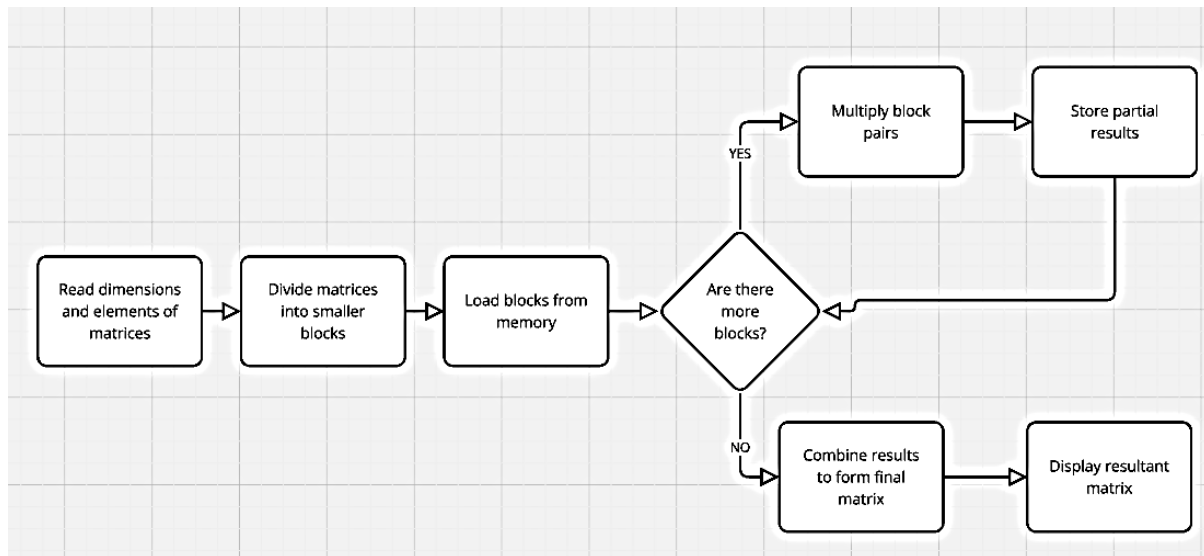 Read dimensions
and elements of
matrices
Divide matrices
into smaller
blocks
Load blocks from
memory
Are there
more
blocks?
YES
Multiply block
pairs
Store partial
results
NO
Combine results
to form final
matrix
Display resultant
matrix